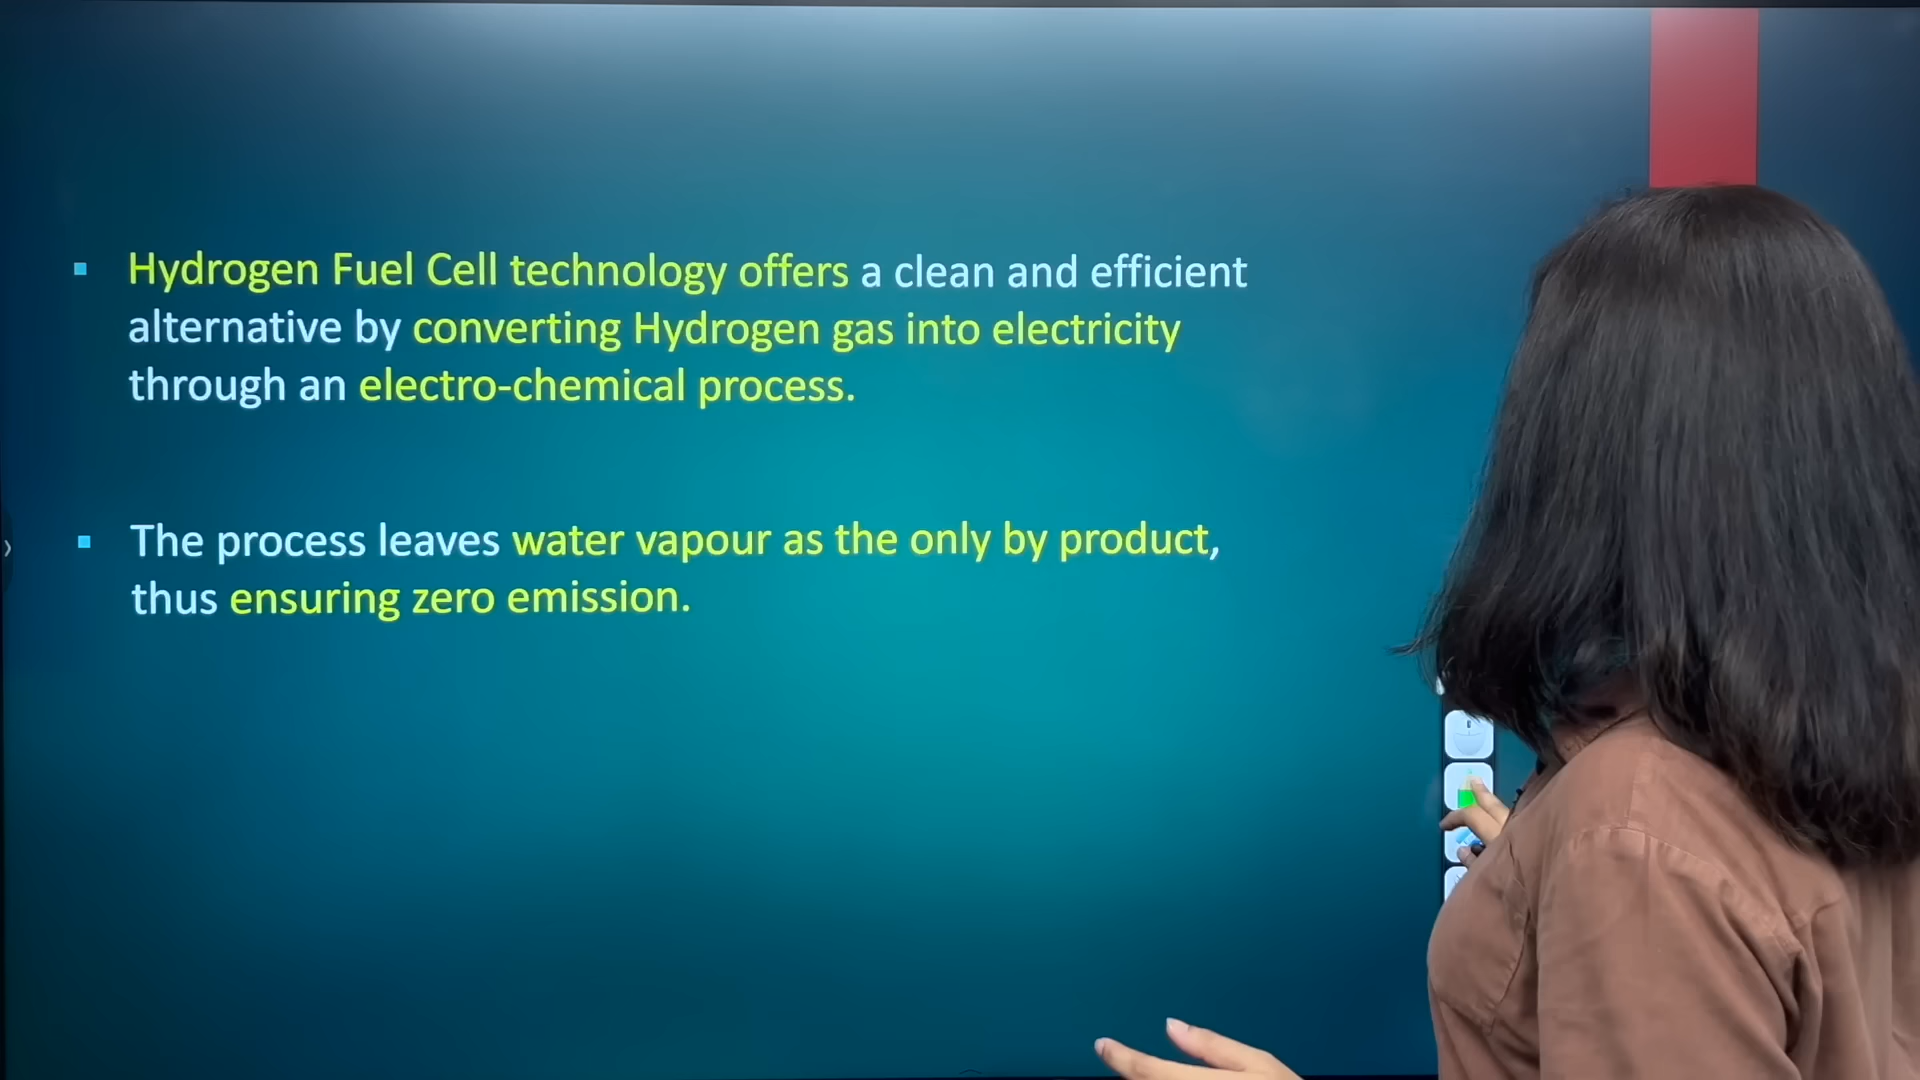 ▪ Hydrogen Fuel Cell technology offers a clean and efficient
alternative by converting Hydrogen gas into electricity
through an electro-chemical process.
▪ The process leaves water vapour as the only by product,
thus ensuring zero emission.